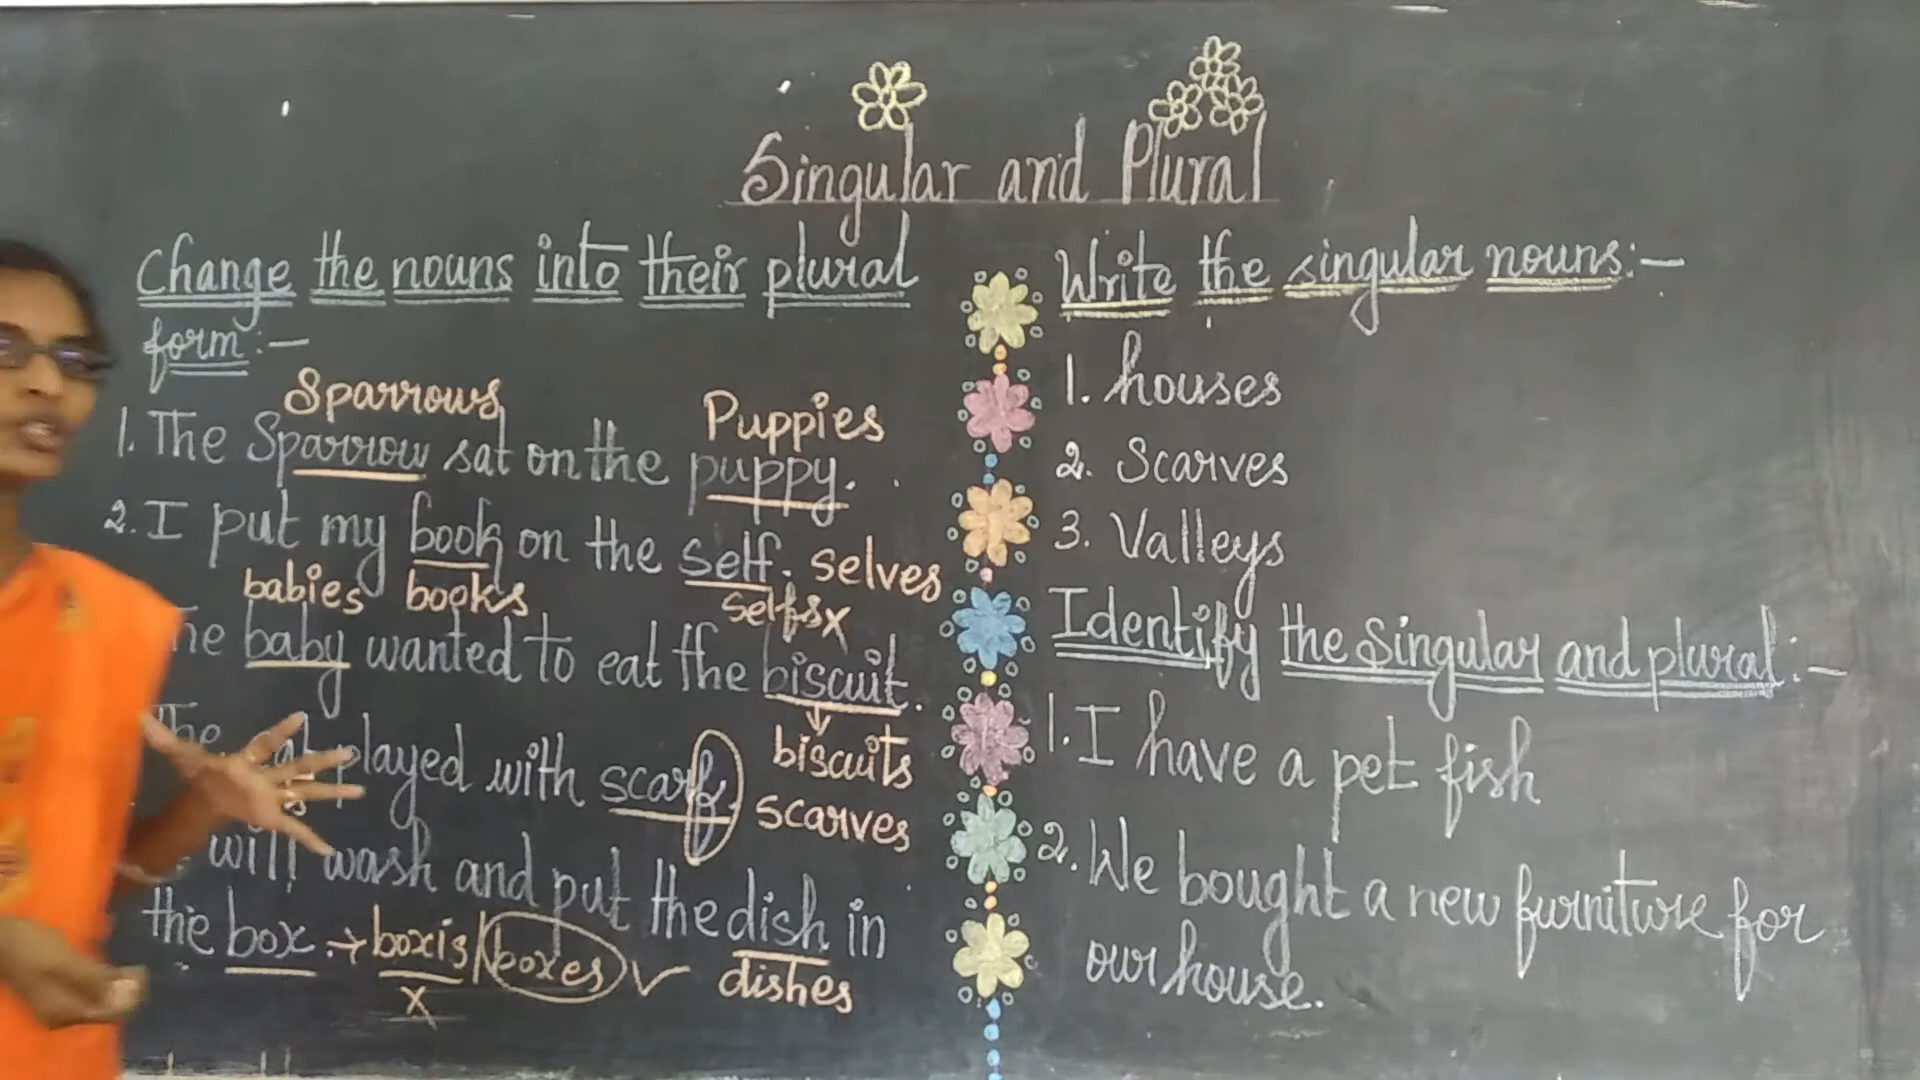 Singular and Plural
Change the nouns into their plural
form:-
Sparrows Puppies
1. The Sparrow sat on the puppy.
2. I put my book on the self. selves
babies books selfs x
baby wanted to eat the biscuit.
biscuits
The cat played with scarf.
scarves
will wash and put the dish in
the box. → boxis / boxes ✓ dishes
x
Write the singular nouns:-
1. houses
2. Scarves
3. Valleys
Identify the Singular and plural:-
1. I have a pet fish
2. We bought a new furniture for
our house.